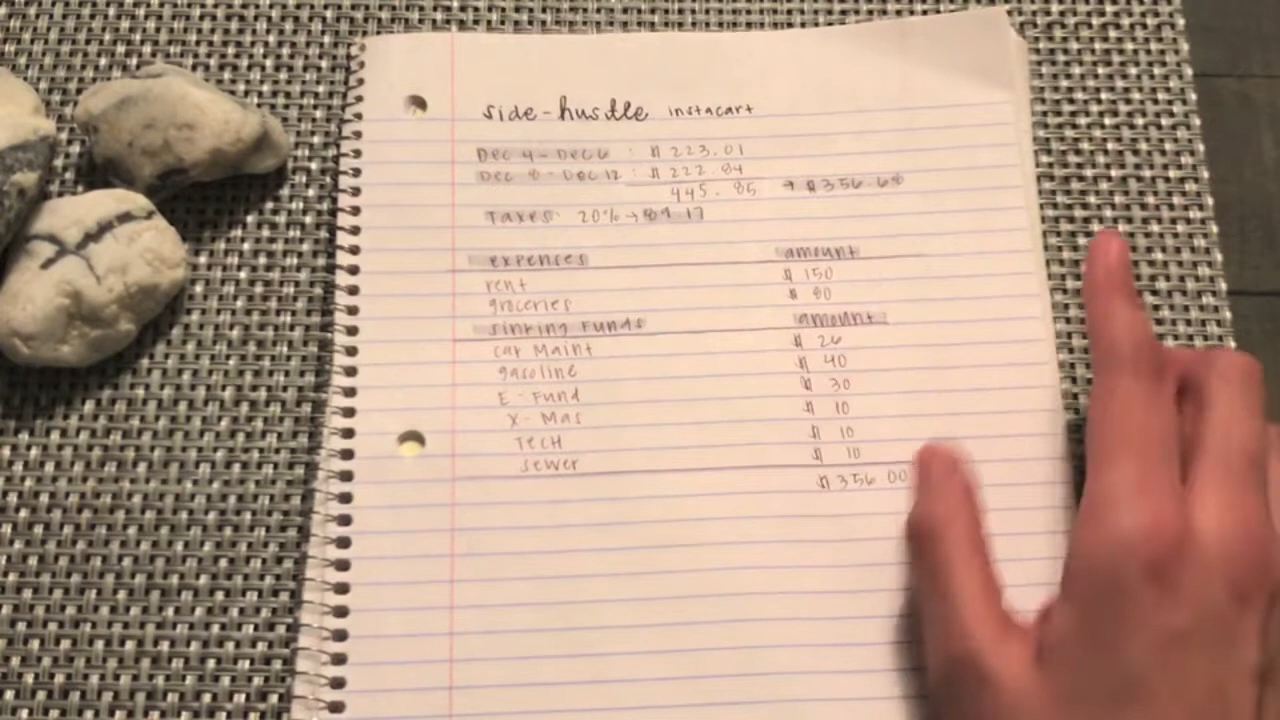 side-hustle instacart
Dec 4 - Dec 6 : $ 223.01
Dec 8 - Dec 12 : $ 222.84
445.85 → $356.68
Taxes: 20% → 89.17
expenses amount
rent $ 150
groceries $ 80
sinking Funds amount
car Maint $ 26
gasoline $ 40
E - Fund $ 30
X - Mas $ 10
TECH $ 10
sewer $ 10
$356.00